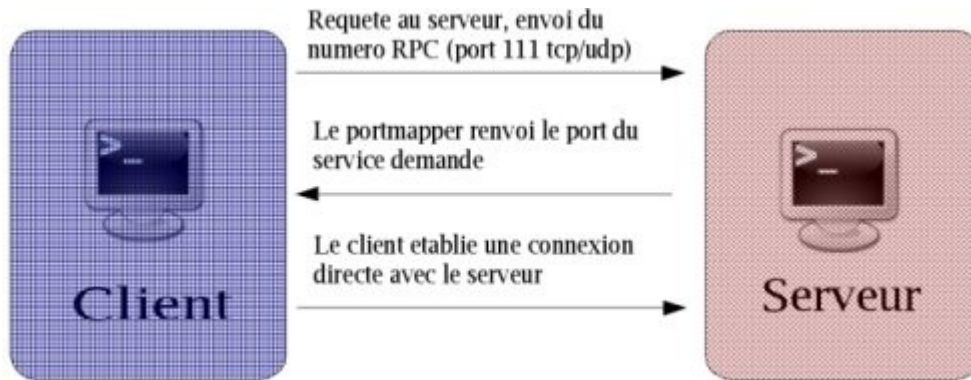 Requete au serveur, envoi du
numero RPC (port 111 tcp/udp)
Le portmapper renvoi le port du
service demande
Le client etablie une connexion
directe avec le serveur
>_
Client
>_
Serveur